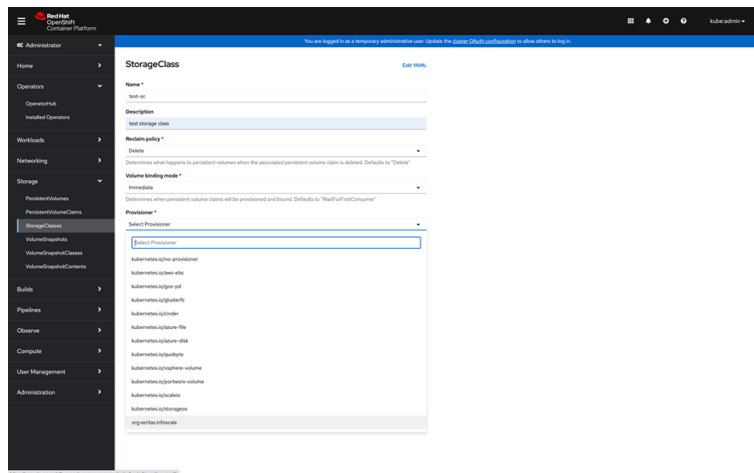 Red Hat
OpenShift
Container Platform
kube:admin
Administrator
You are logged in as a temporary administrative user. Update the cluster OAuth configuration to allow others to log in.
Home
Operators
OperatorHub
Installed Operators
Workloads
Networking
Storage
PersistentVolumes
PersistentVolumeClaims
StorageClasses
VolumeSnapshots
VolumeSnapshotClasses
VolumeSnapshotContents
Builds
Pipelines
Observe
Compute
User Management
Administration
StorageClass
Edit YAML
Name *
test-sc
Description
test storage class
Reclaim policy *
Delete
Determines what happens to persistent volumes when the associated persistent volume claim is deleted. Defaults to "Delete"
Volume binding mode *
Immediate
Determines when persistent volume claims will be provisioned and bound. Defaults to "WaitForFirstConsumer"
Provisioner *
Select Provisioner
Select Provisioner
kubernetes.io/no-provisioner
kubernetes.io/aws-ebs
kubernetes.io/gce-pd
kubernetes.io/glusterfs
kubernetes.io/cinder
kubernetes.io/azure-file
kubernetes.io/azure-disk
kubernetes.io/quobyte
kubernetes.io/vsphere-volume
kubernetes.io/portworx-volume
kubernetes.io/scaleio
kubernetes.io/storageos
org.veritas.infoscale